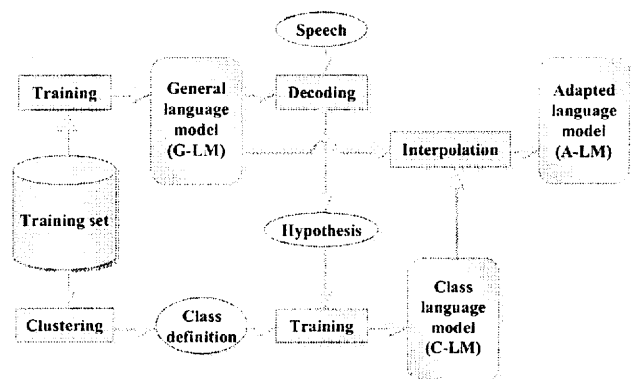 Speech
Training
General
language
model
(G-LM)
Decoding
Adapted
language
model
(A-LM)
Interpolation
Training set
Hypothesis
Clustering
Class
definition
Training
Class
language
model
(C-LM)